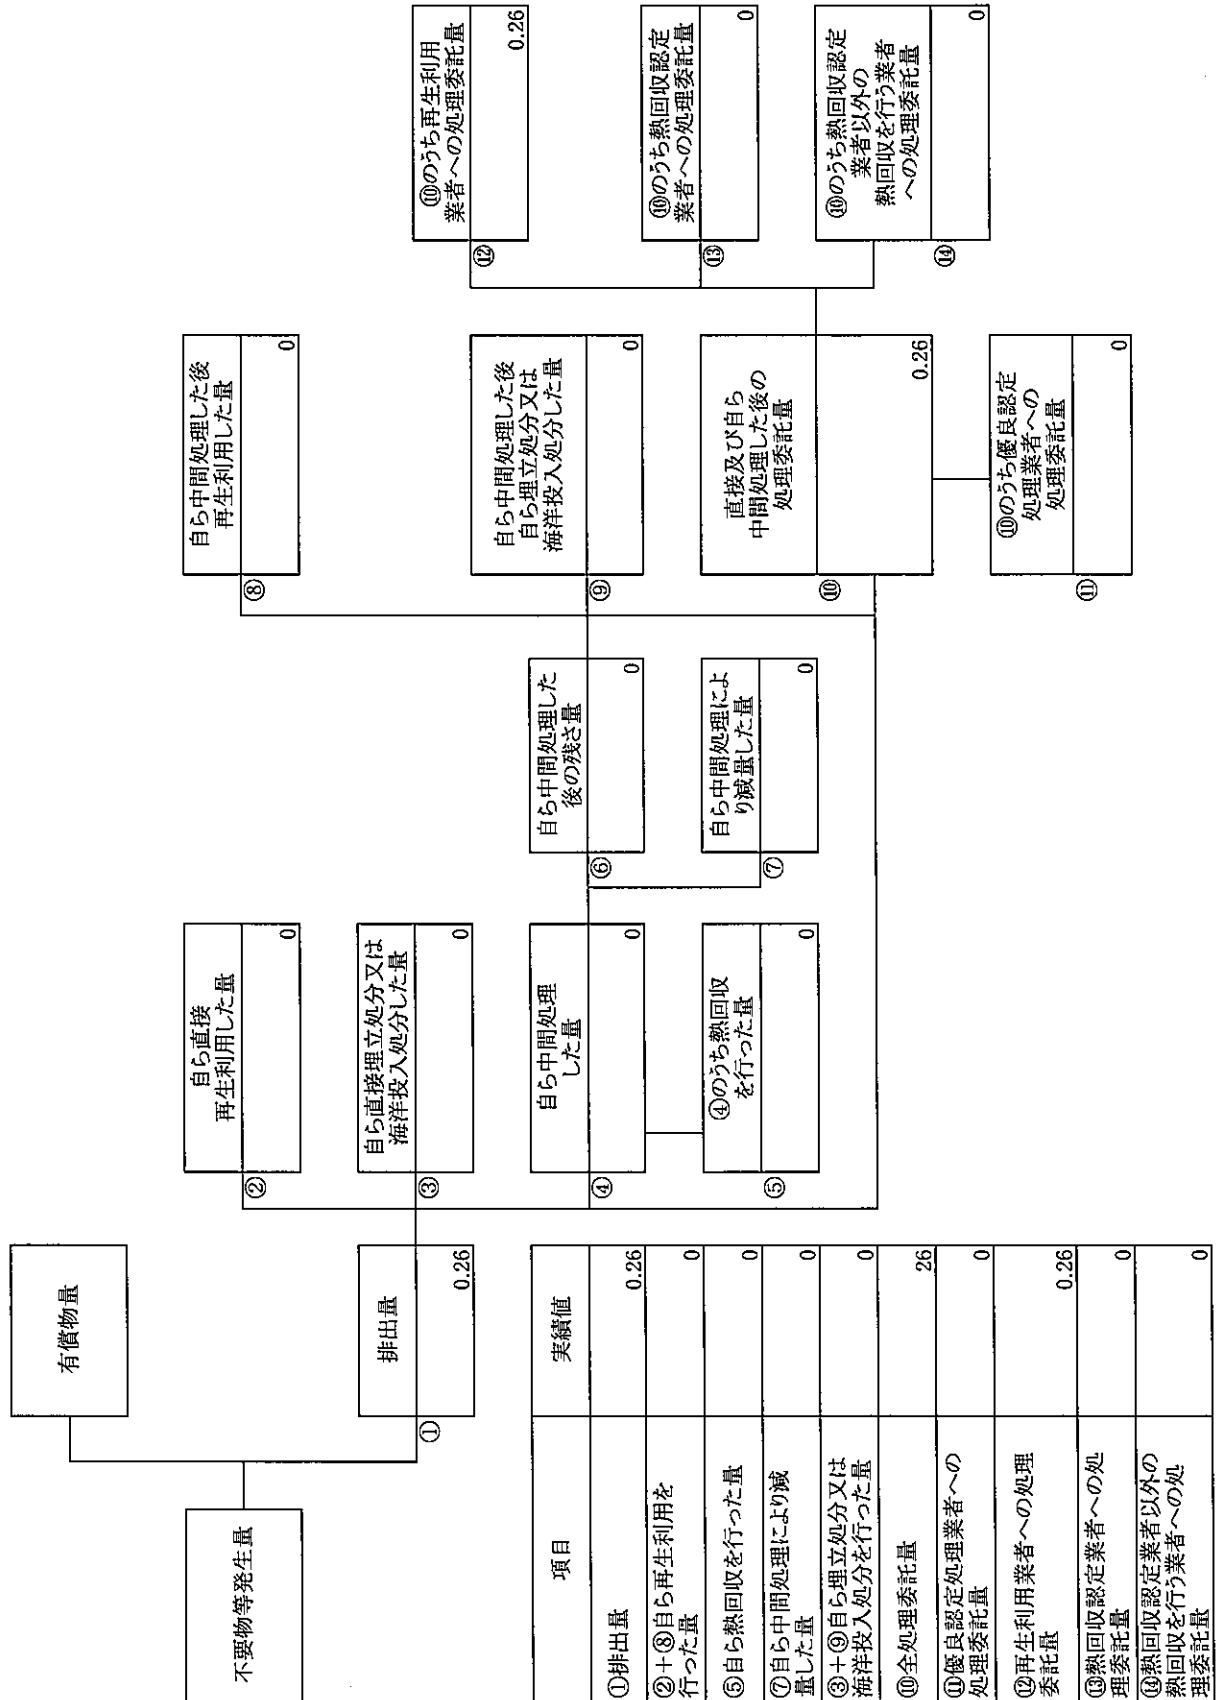 不要物等発生量
有償物量
①
排出量
0.26
②
自ら直接
再生利用した量
0
③
自ら直接埋立処分又は
海洋投入処分した量
0
④
自ら中間処理
した量
0
⑤
④のうち熱回収
を行った量
0
⑥
自ら中間処理した
後の残さ量
0
⑦
自ら中間処理によ
り減量した量
0
⑧
自ら中間処理した後
再生利用した量
0
⑨
自ら中間処理した後
自ら埋立処分又は
海洋投入処分した量
0
⑩
直接及び自ら
中間処理した後の
処理委託量
0.26
⑪
⑩のうち優良認定
処理業者への
処理委託量
0
⑫
⑩のうち再生利用
業者への処理委託量
0.26
⑬
⑩のうち熱回収認定
業者への処理委託量
0
⑭
⑩のうち熱回収認定
業者以外の
熱回収を行う業者
への処理委託量
0
項目 実績値
①排出量 0.26
②+⑧自ら再生利用を
行った量 0
⑤自ら熱回収を行った量 0
⑦自ら中間処理により減
量した量 0
③+⑨自ら埋立処分又は
海洋投入処分を行った量 0
⑩全処理委託量 26
⑪優良認定処理業者への
処理委託量 0
⑫再生利用業者への処理
委託量 0.26
⑬熱回収認定業者への処
理委託量 0
⑭熱回収認定業者以外の
熱回収を行う業者への処
理委託量 0